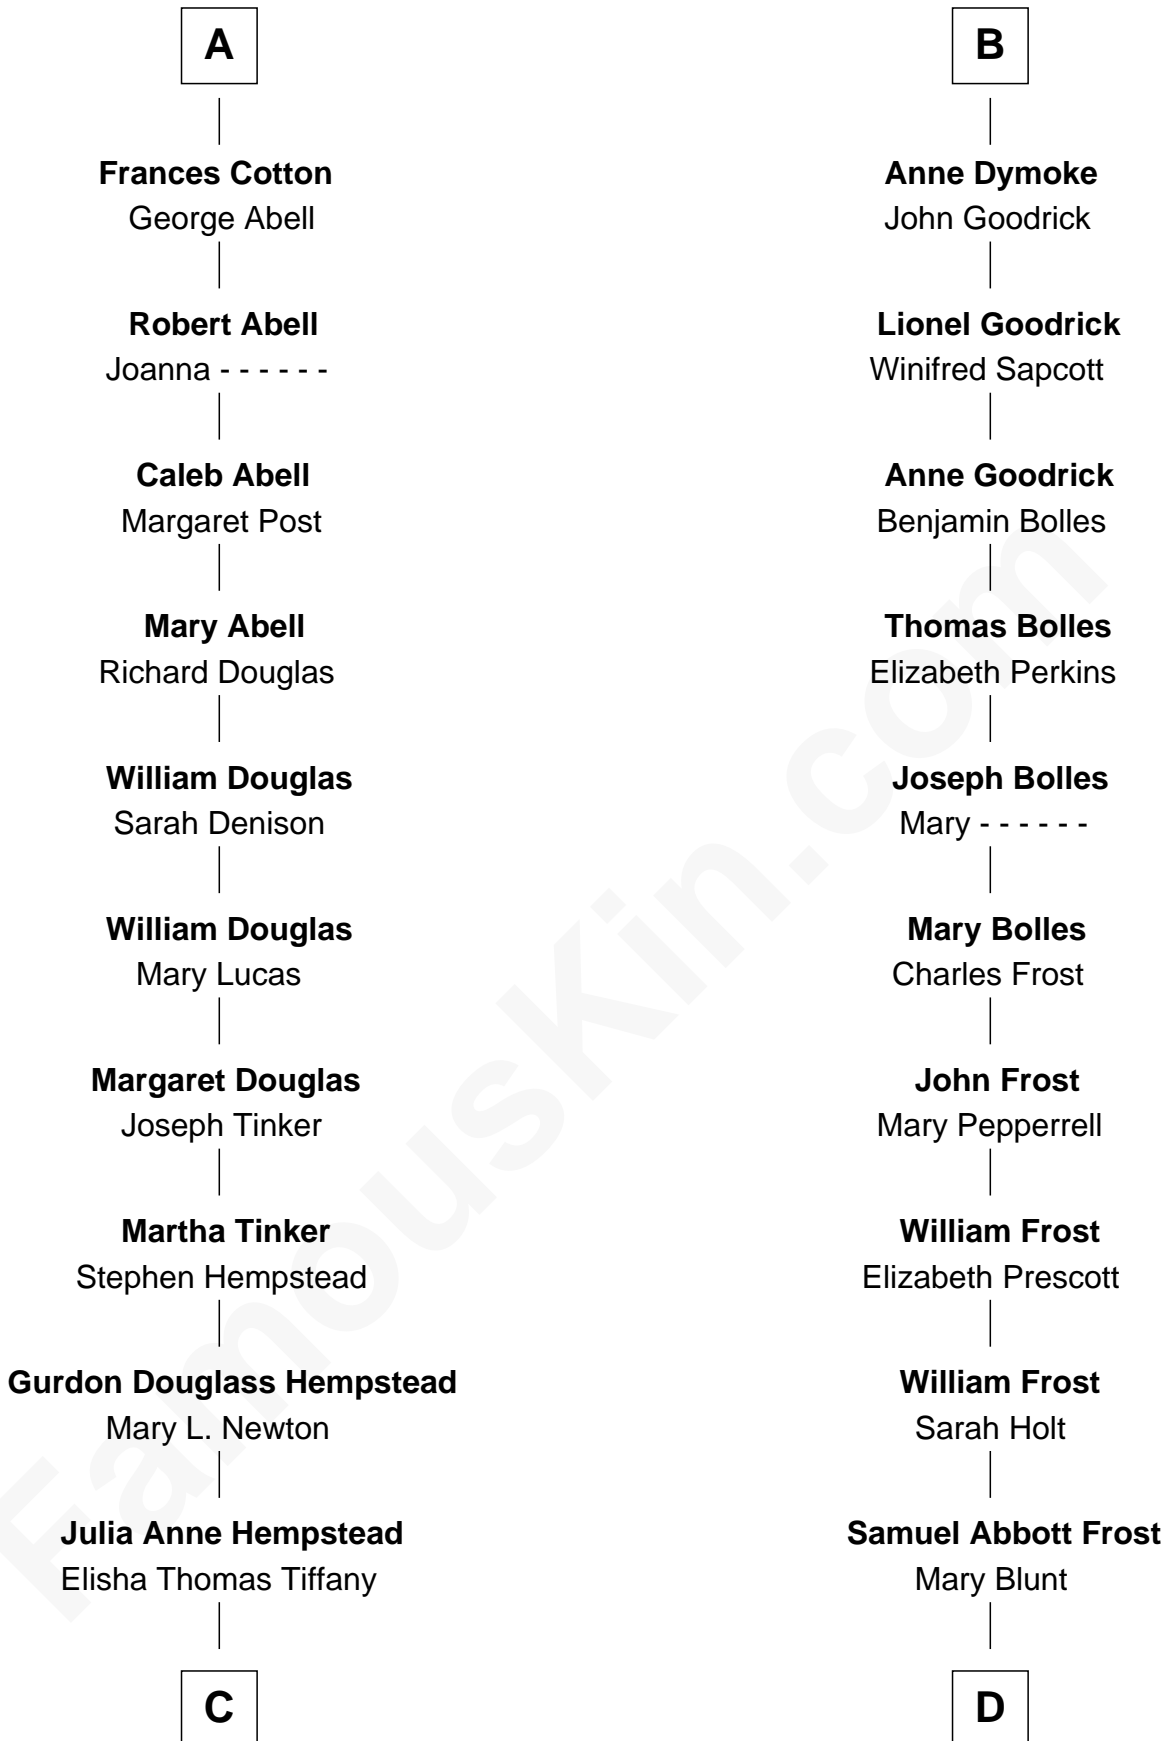 A
Frances Cotton
George Abell
Robert Abell
Joanna - - - - - -
Caleb Abell
Margaret Post
Mary Abell
Richard Douglas
William Douglas
Sarah Denison
William Douglas
Mary Lucas
Margaret Douglas
Joseph Tinker
Martha Tinker
Stephen Hempstead
Gurdon Douglass Hempstead
Mary L. Newton
Julia Anne Hempstead
Elisha Thomas Tiffany
C
B
Anne Dymoke
John Goodrick
Lionel Goodrick
Winifred Sapcott
Anne Goodrick
Benjamin Bolles
Thomas Bolles
Elizabeth Perkins
Joseph Bolles
Mary - - - - - -
Mary Bolles
Charles Frost
John Frost
Mary Pepperrell
William Frost
Elizabeth Prescott
William Frost
Sarah Holt
Samuel Abbott Frost
Mary Blunt
D
FamousKin.com